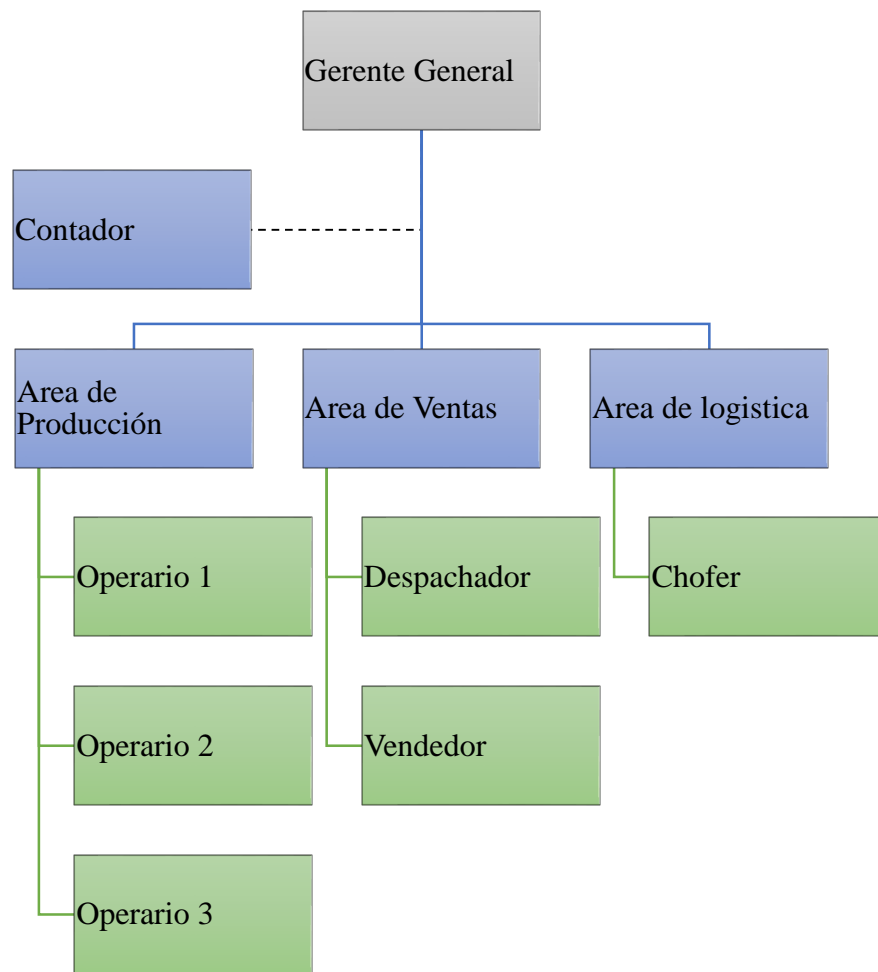 Gerente General
Contador
Area de
Producción
Area de Ventas
Area de logistica
Operario 1
Despachador
Chofer
Operario 2
Vendedor
Operario 3